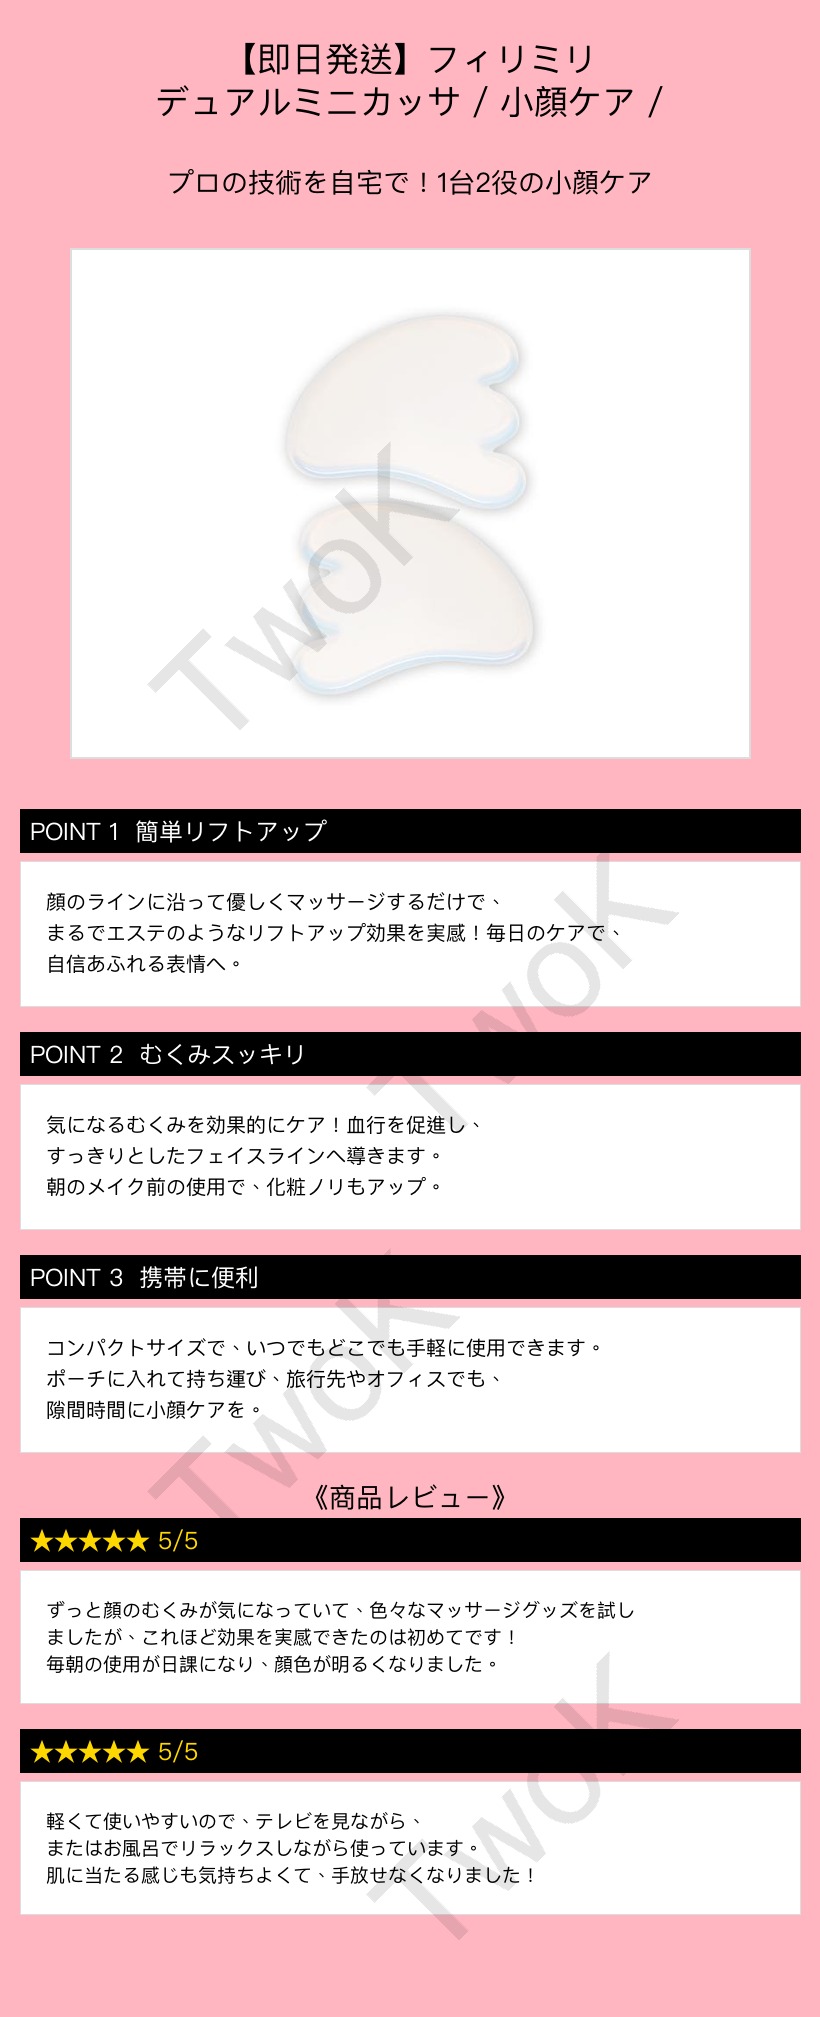 【即日発送】フィリミリ
デュアルミニカッサ / 小顔ケア /
プロの技術を自宅で！1台2役の小顔ケア
TwoK
POINT 1 簡単リフトアップ
顔のラインに沿って優しくマッサージするだけで、
まるでエステのようなリフトアップ効果を実感！毎日のケアで、
自信あふれる表情へ。
TwoK
POINT 2 むくみスッキリ
気になるむくみを効果的にケア！血行を促進し、
すっきりとしたフェイスラインへ導きます。
朝のメイク前の使用で、化粧ノリもアップ。
POINT 3 携帯に便利
コンパクトサイズで、いつでもどこでも手軽に使用できます。
ポーチに入れて持ち運び、旅行先やオフィスでも、
隙間時間に小顔ケアを。
TwoK
《商品レビュー》
★★★★★ 5/5
ずっと顔のむくみが気になっていて、色々なマッサージグッズを試し
ましたが、これほど効果を実感できたのは初めてです！
毎朝の使用が日課になり、顔色が明るくなりました。
★★★★★ 5/5
軽くて使いやすいので、テレビを見ながら、
またはお風呂でリラックスしながら使っています。
肌に当たる感じも気持ちよくて、手放せなくなりました！
TwoK